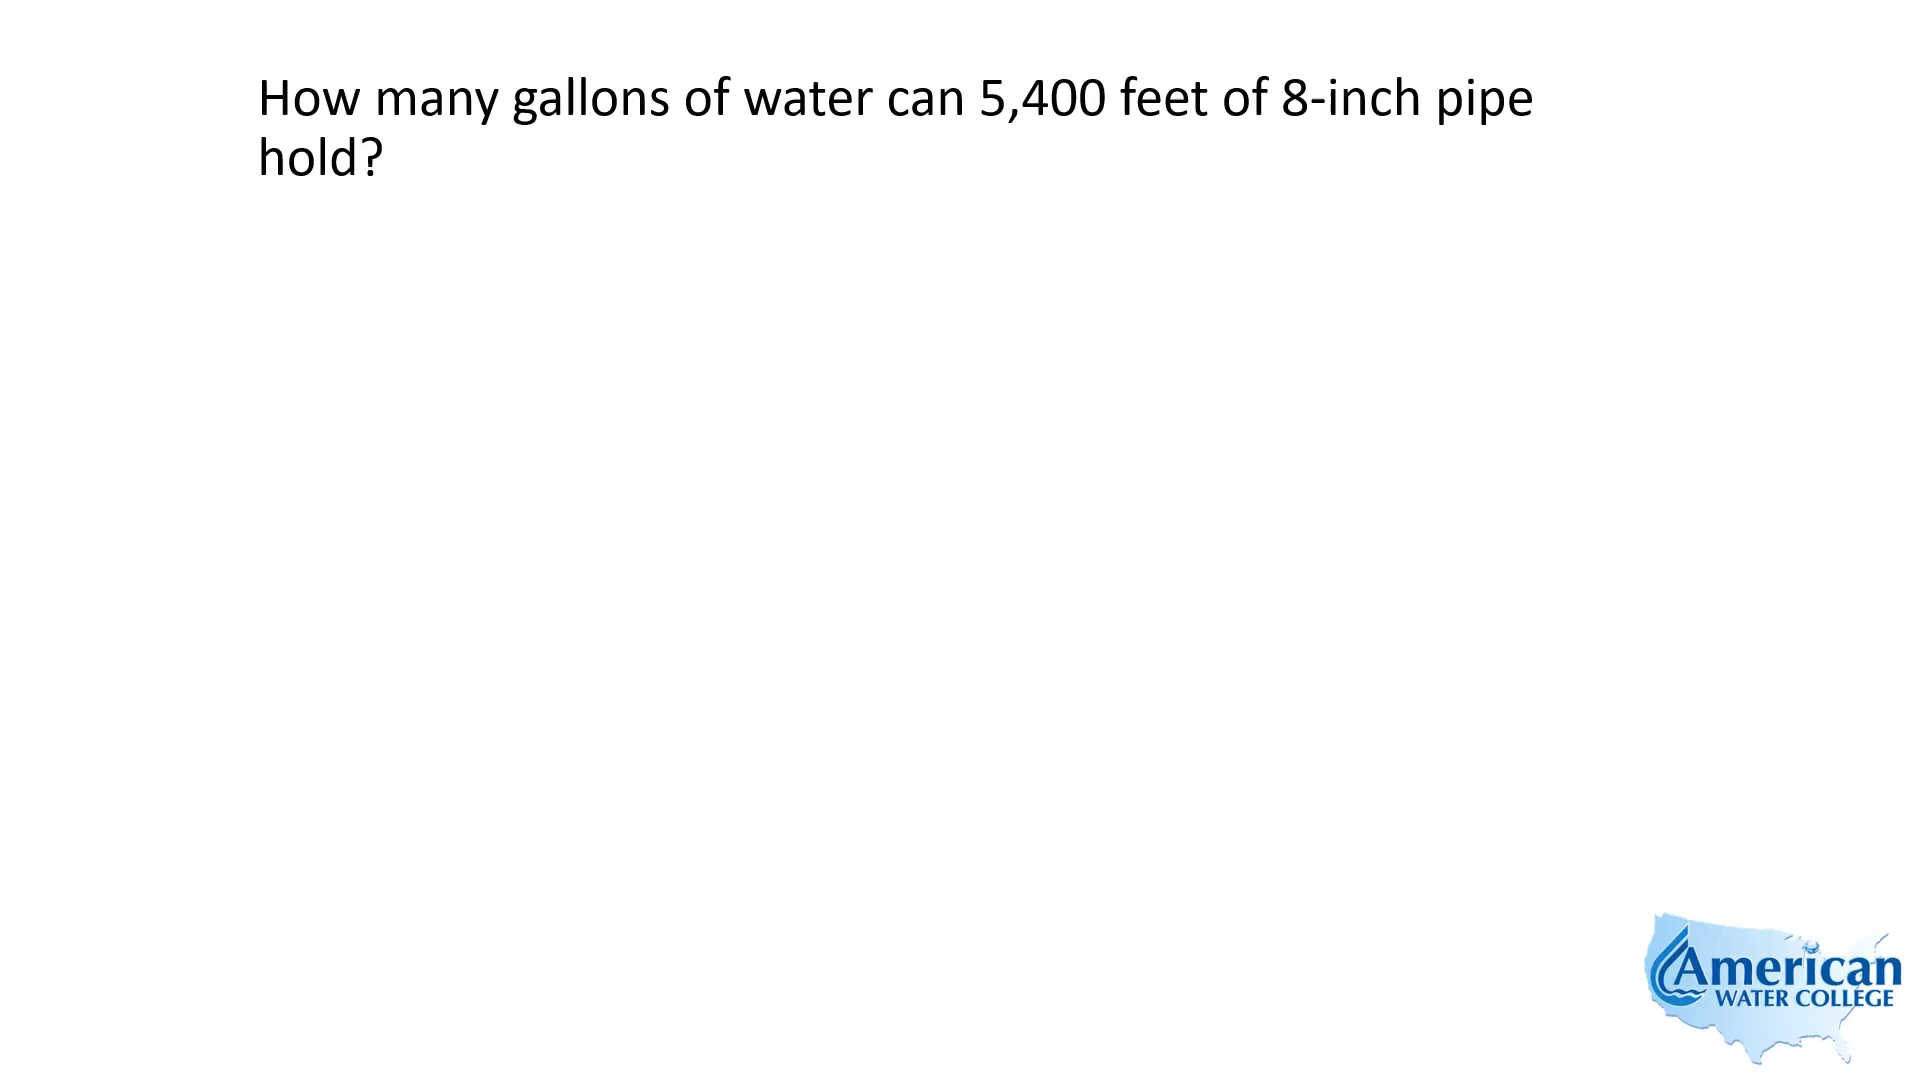 How many gallons of water can 5,400 feet of 8-inch pipe
hold?
American
WATER COLLEGE